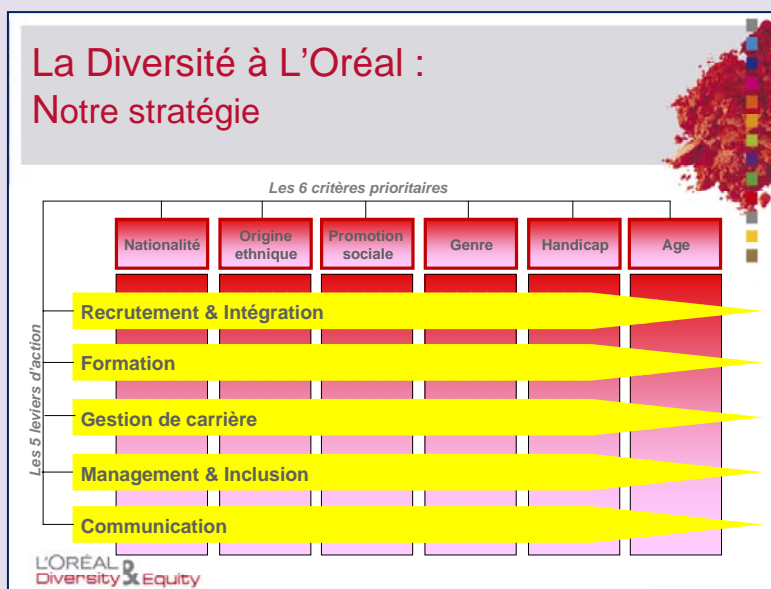 La Diversité à L'Oréal :
Notre stratégie
Les 6 critères prioritaires
Nationalité
Origine
ethnique
Promotion
sociale
Genre
Handicap
Age
Les 5 leviers d'action
Recrutement & Intégration
Formation
Gestion de carrière
Management & Inclusion
Communication
L'ORÉAL
Diversity & Equity